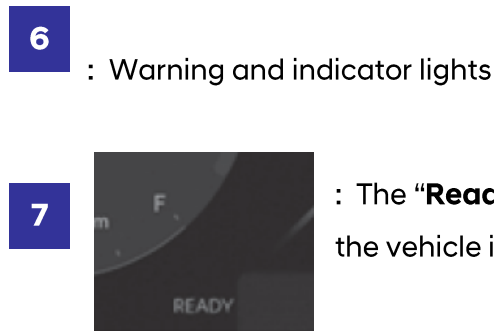 6
: Warning and indicator lights
7
F
m
READY
: The “Read
the vehicle i